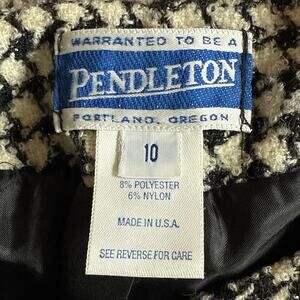 WARRANTED TO BE A
PENDLETON
PORTLAND, OREGON
10
8% POLYESTER
6% NYLON
MADE IN U.S.A.
SEE REVERSE FOR CARE